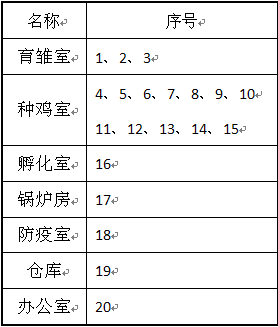 名称 序号
育雏室 1、2、3
种鸡室 4、5、6、7、8、9、10
11、12、13、14、15
孵化室 16
锅炉房 17
防疫室 18
仓库 19
办公室 20